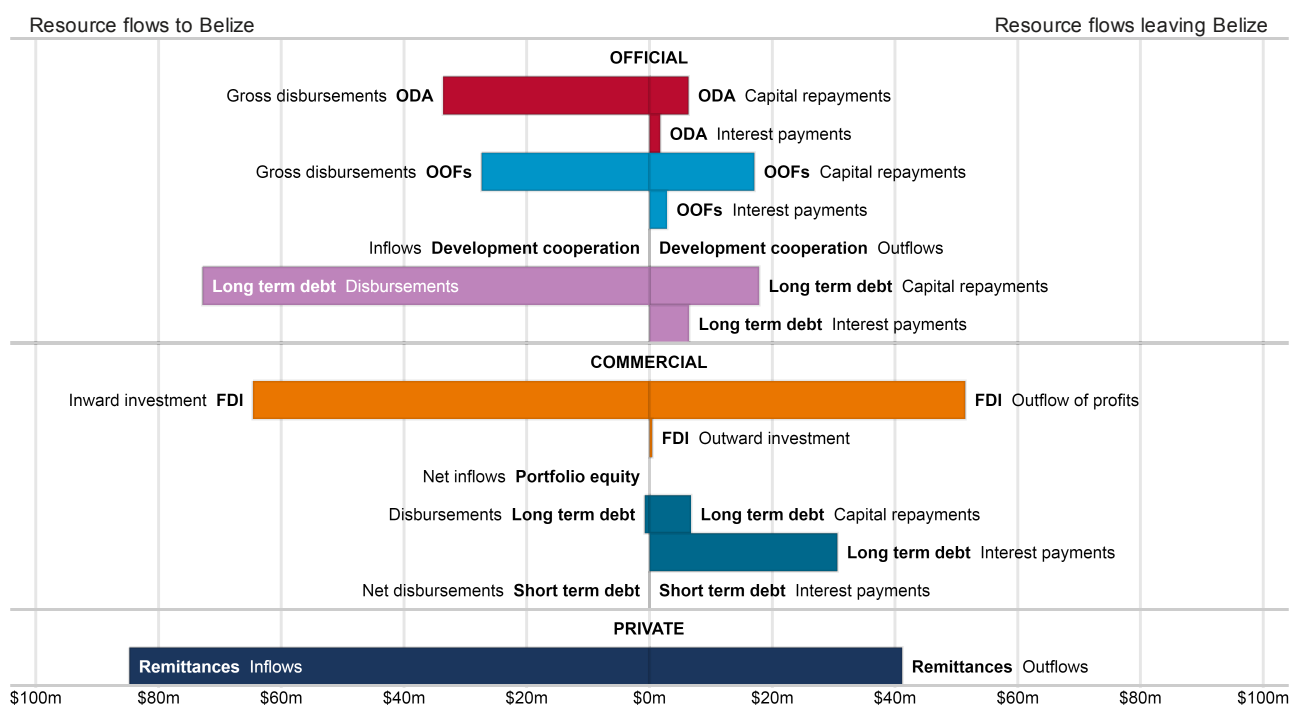 Resource flows to Belize Resource flows leaving Belize
OFFICIAL
Gross disbursements ODA ODA Capital repayments
ODA Interest payments
Gross disbursements OOFs OOFs Capital repayments
OOFs Interest payments
Inflows Development cooperation Development cooperation Outflows
Long term debt Disbursements Long term debt Capital repayments
Long term debt Interest payments
COMMERCIAL
Inward investment FDI FDI Outflow of profits
FDI Outward investment
Net inflows Portfolio equity
Disbursements Long term debt Long term debt Capital repayments
Long term debt Interest payments
Net disbursements Short term debt Short term debt Interest payments
PRIVATE
Remittances Inflows Remittances Outflows
$100m $80m $60m $40m $20m $0m $20m $40m $60m $80m $100m